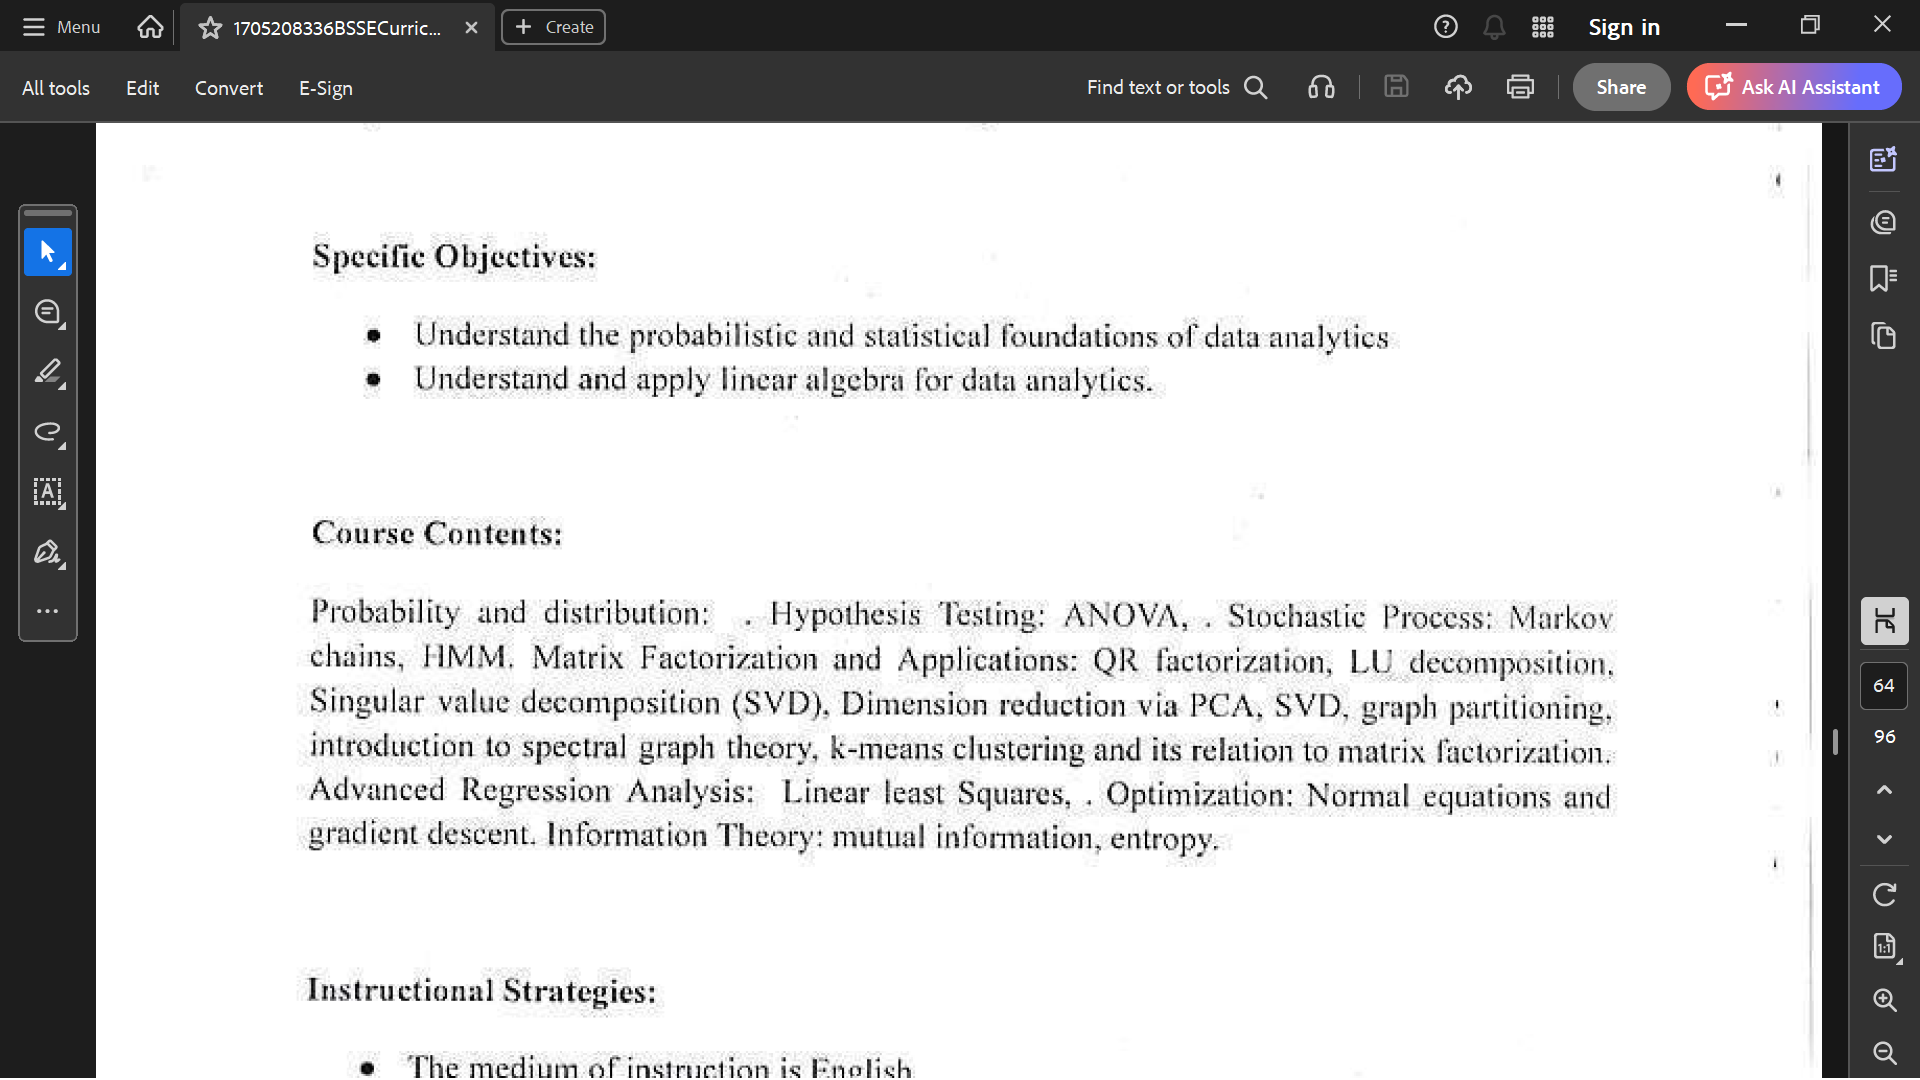 Menu
1705208336BSSECurric...
Create
Sign in
All tools
Edit
Convert
E-Sign
Find text or tools
Share
Ask AI Assistant
Specific Objectives:
• Understand the probabilistic and statistical foundations of data analytics
• Understand and apply linear algebra for data analytics.
Course Contents:
Probability and distribution: . Hypothesis Testing: ANOVA, . Stochastic Process: Markov
chains, HMM. Matrix Factorization and Applications: QR factorization, LU decomposition,
Singular value decomposition (SVD), Dimension reduction via PCA, SVD, graph partitioning,
introduction to spectral graph theory, k-means clustering and its relation to matrix factorization.
Advanced Regression Analysis: Linear least Squares, . Optimization: Normal equations and
gradient descent. Information Theory: mutual information, entropy.
Instructional Strategies:
• The medium of instruction is English
64
96
1:1